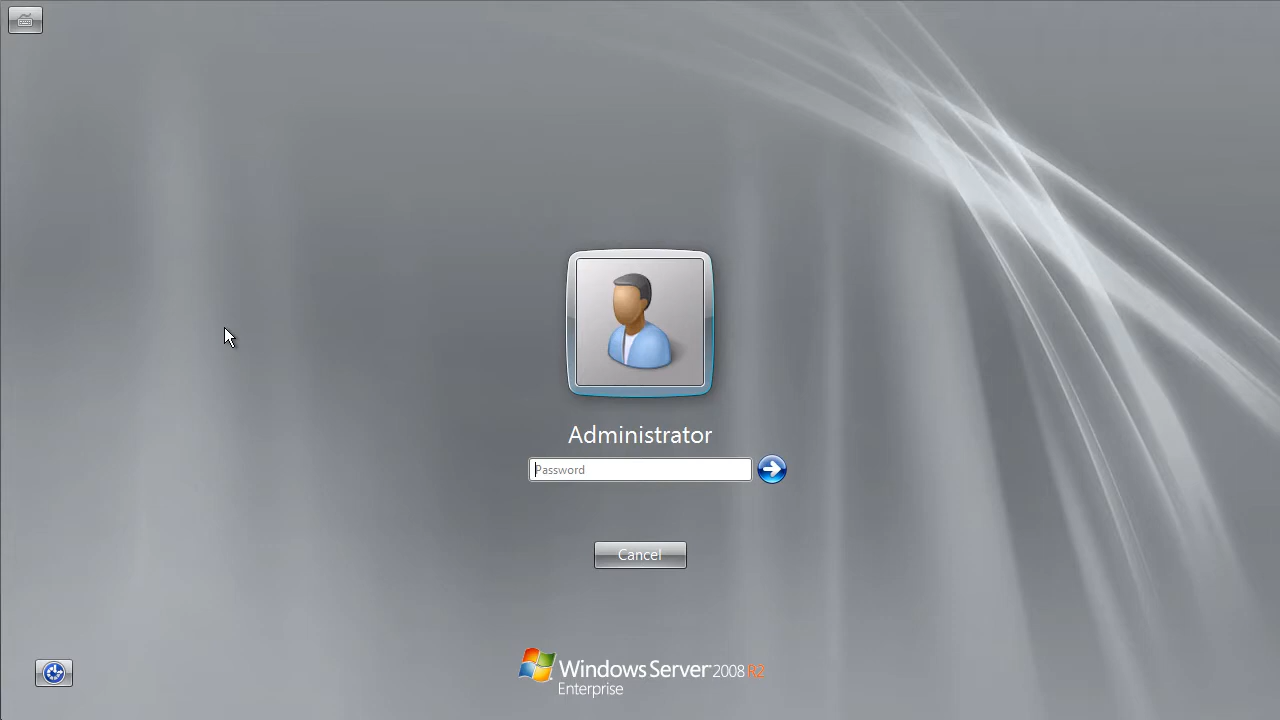 Administrator
Password
Cancel
Windows Server 2008 R2
Enterprise